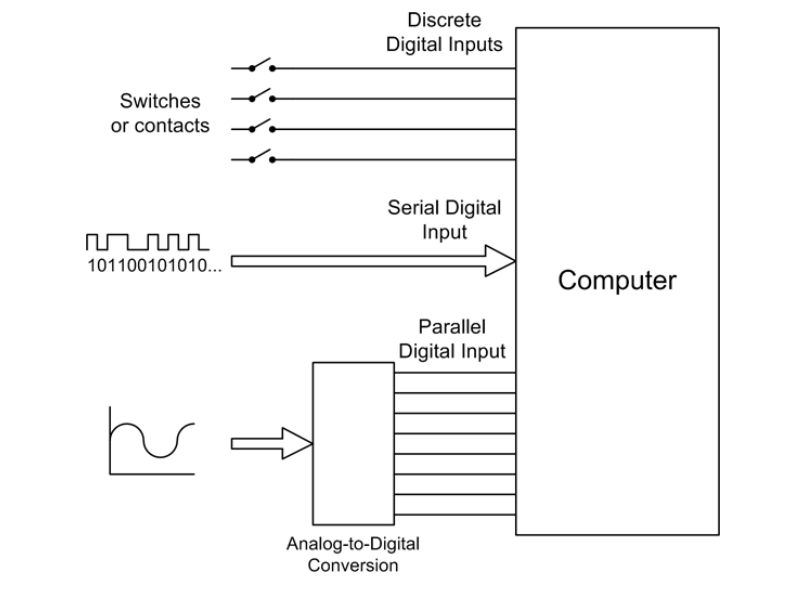 Discrete
Digital Inputs
Switches
or contacts
Serial Digital
Input
101100101010...
Computer
Parallel
Digital Input
Analog-to-Digital
Conversion